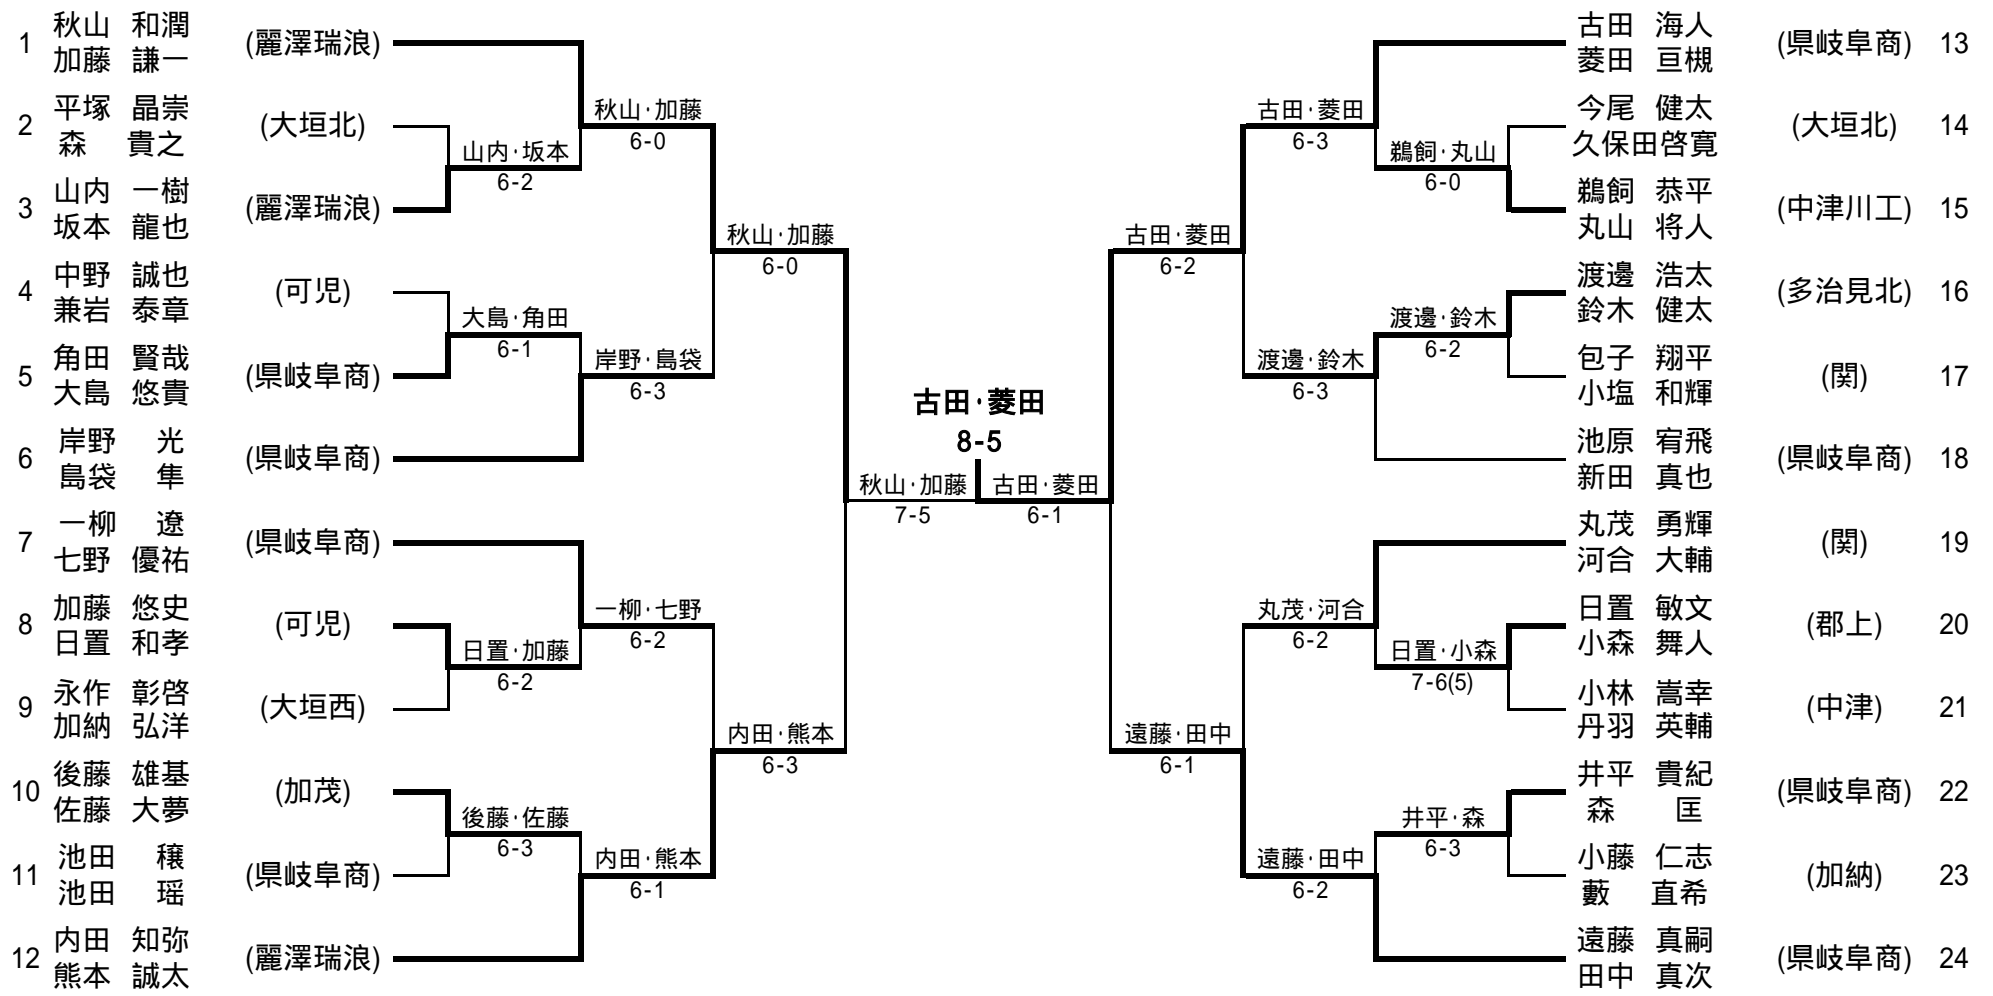 1 秋山 和潤 (麗澤瑞浪)
加藤 謙一
2 平塚 晶崇 (大垣北)
森 貴之
3 山内 一樹 (麗澤瑞浪)
坂本 龍也
4 中野 誠也 (可児)
兼岩 泰章
5 角田 賢哉 (県岐阜商)
大島 悠貴
6 岸野 光 (県岐阜商)
島袋 隼
7 一柳 遼 (県岐阜商)
七野 優祐
8 加藤 悠史 (可児)
日置 和孝
9 永作 彰啓 (大垣西)
加納 弘洋
10 後藤 雄基 (加茂)
佐藤 大夢
11 池田 穣 (県岐阜商)
池田 瑶
12 内田 知弥 (麗澤瑞浪)
熊本 誠太
山内·坂本
6-2
大島·角田
6-1
日置·加藤
6-2
後藤·佐藤
6-3
秋山·加藤
6-0
岸野·島袋
6-3
一柳·七野
6-2
内田·熊本
6-1
秋山·加藤
6-0
内田·熊本
6-3
秋山·加藤
7-5
古田·菱田
8-5
古田·菱田
6-1
古田·菱田
6-2
遠藤·田中
6-1
古田·菱田
6-3
渡邉·鈴木
6-3
丸茂·河合
6-2
遠藤·田中
6-2
鵜飼·丸山
6-0
渡邉·鈴木
6-2
日置·小森
7-6(5)
井平·森
6-3
古田 海人 (県岐阜商) 13
菱田 亘槻
今尾 健太 (大垣北) 14
久保田啓寛
鵜飼 恭平 (中津川工) 15
丸山 将人
渡邉 浩太 (多治見北) 16
鈴木 健太
包子 翔平 (関) 17
小塩 和輝
池原 宥飛 (県岐阜商) 18
新田 真也
丸茂 勇輝 (関) 19
河合 大輔
日置 敏文 (郡上) 20
小森 舞人
小林 嵩幸 (中津) 21
丹羽 英輔
井平 貴紀 (県岐阜商) 22
森 匡
小藤 仁志 (加納) 23
藪 直希
遠藤 真嗣 (県岐阜商) 24
田中 真次